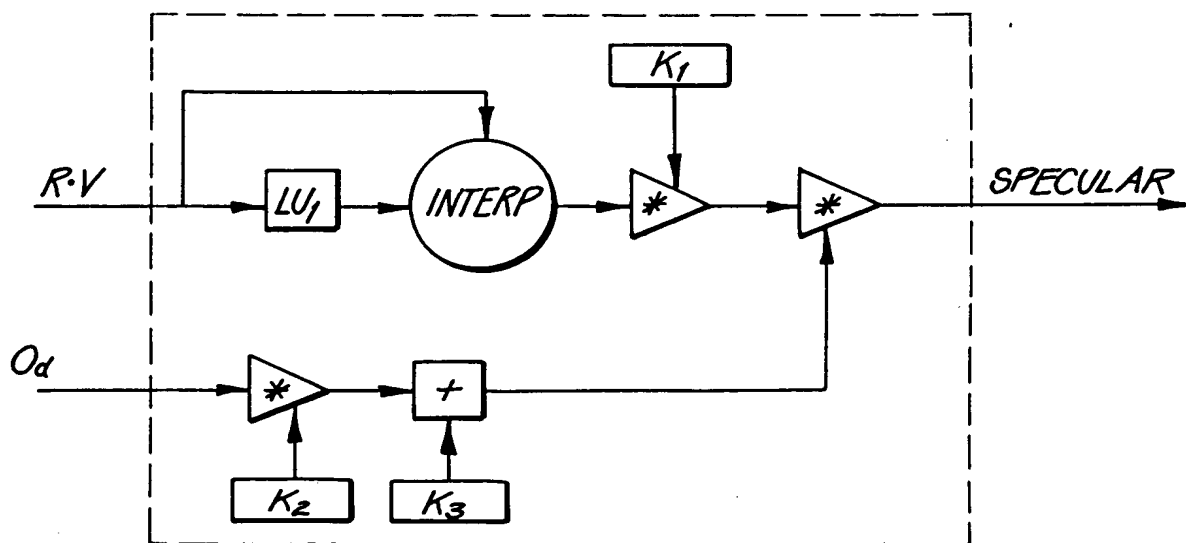 K₁
R·V
LU₁
INTERP
*
*
SPECULAR
Od
*
+
K₂
K₃